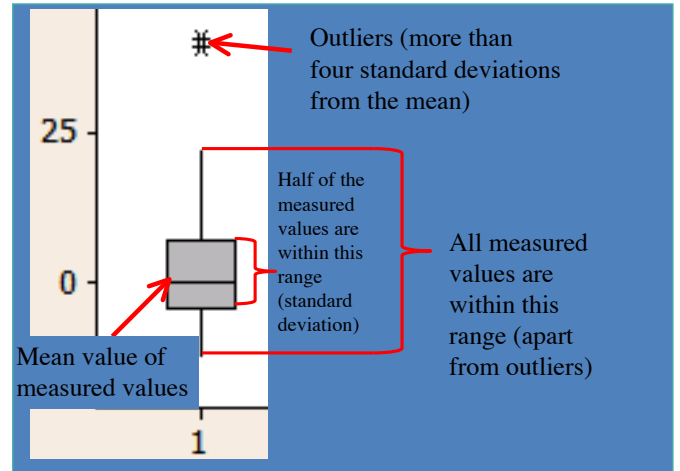 Outliers (more than
four standard deviations
from the mean)
25
Half of the
measured
values are
within this
range
(standard
deviation)
All measured
values are
within this
range (apart
from outliers)
0
Mean value of
measured values
1